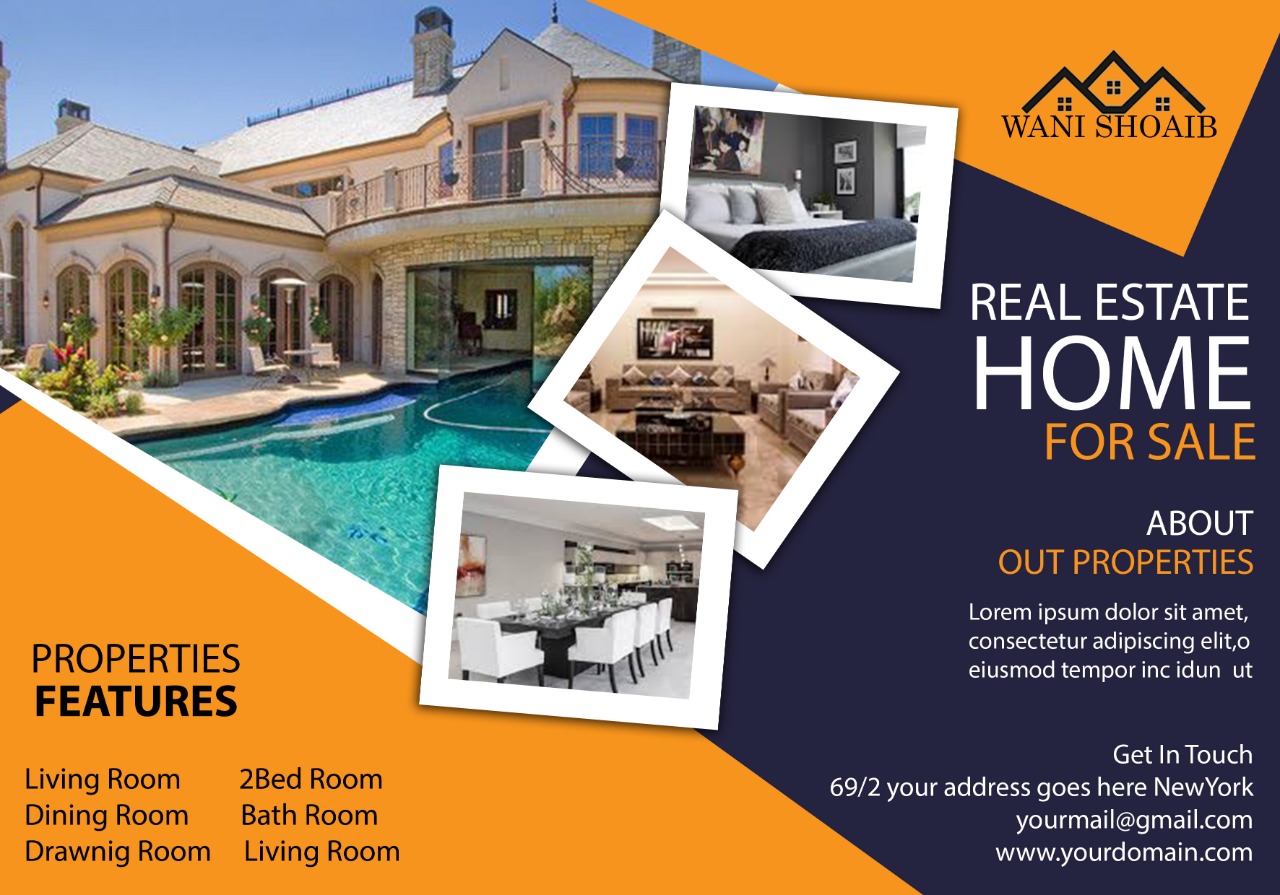 WANI SHOAIB
REAL ESTATE
HOME
FOR SALE
ABOUT
OUT PROPERTIES
Lorem ipsum dolor sit amet,
consectetur adipiscing elit,o
eiusmod tempor inc idun  ut
PROPERTIES
FEATURES
Living Room 2Bed Room
Dining Room Bath Room
Drawnig Room Living Room
Get In Touch
69/2 your address goes here NewYork
yourmail@gmail.com
www.yourdomain.com